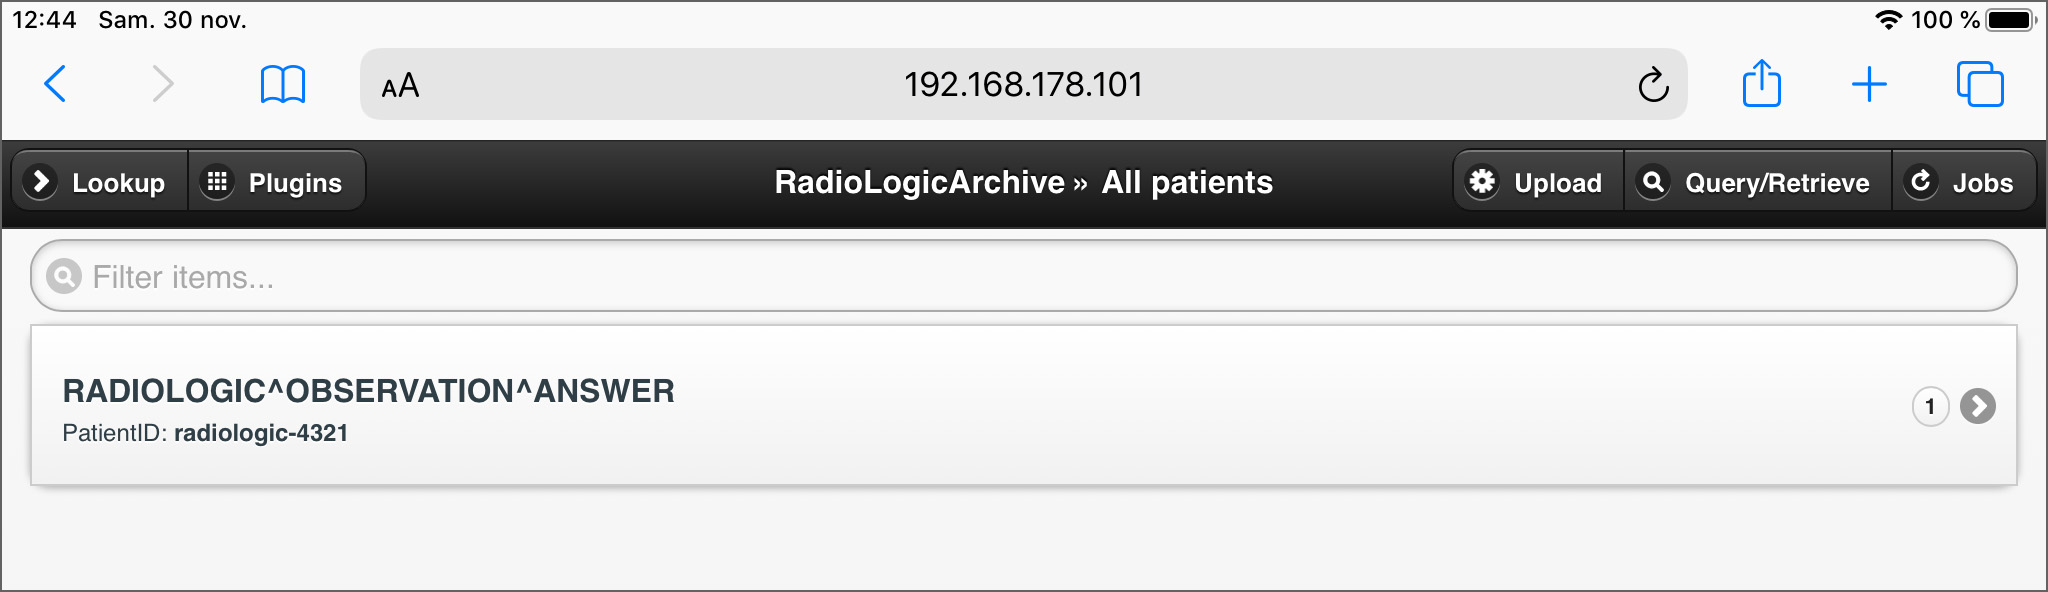 12:44 Sam. 30 nov. 100 %
AA 192.168.178.101
Lookup Plugins RadioLogicArchive » All patients Upload Query/Retrieve Jobs
Filter items...
RADIOLOGIC^OBSERVATION^ANSWER
PatientID: radiologic-4321
1